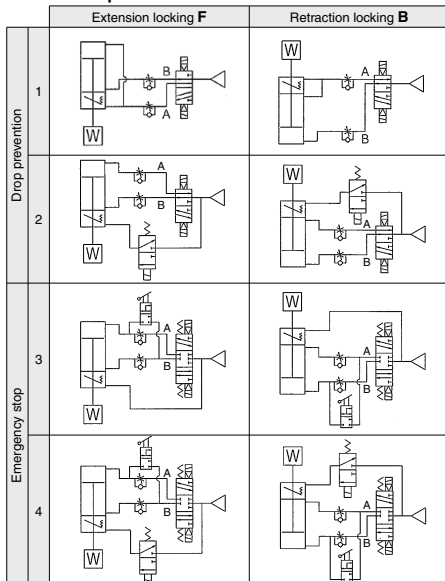 Extension locking F
Retraction locking B
Drop prevention
1
B
A
W
W
A
B
2
A
B
W
W
A
B
Emergency stop
3
A
B
W
W
A
B
4
A
B
W
W
A
B